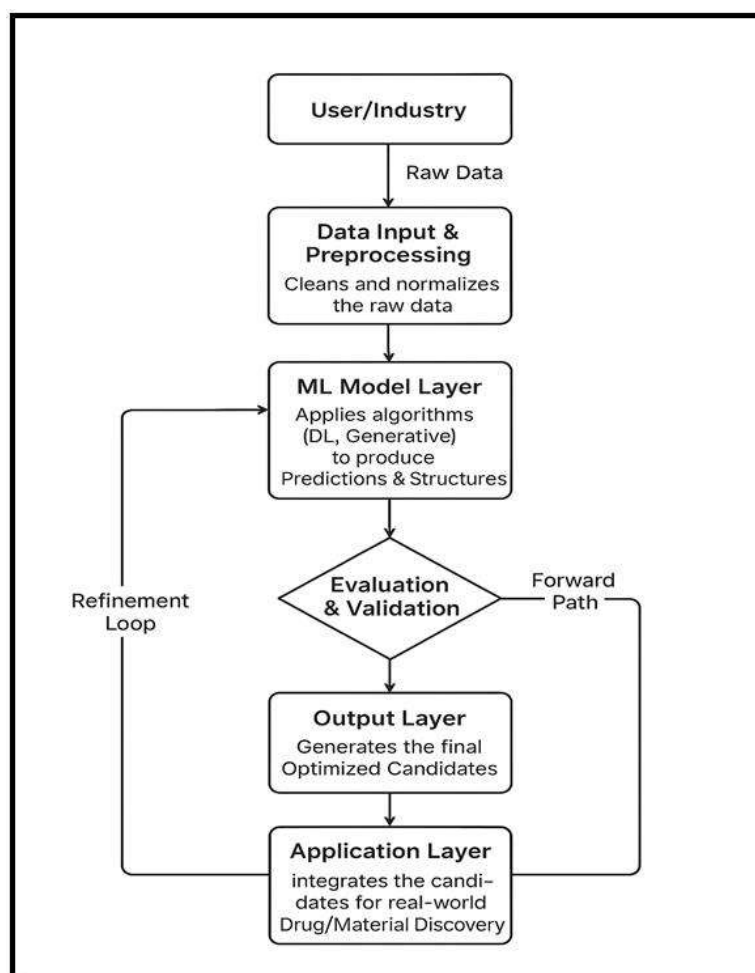 User/Industry
Raw Data
Data Input &
Preprocessing
Cleans and normalizes
the raw data
ML Model Layer
Applies algorithms
(DL, Generative)
to produce
Predictions & Structures
Evaluation
& Validation
Forward
Path
Refinement
Loop
Output Layer
Generates the final
Optimized Candidates
Application Layer
integrates the candi-
dates for real-world
Drug/Material Discovery